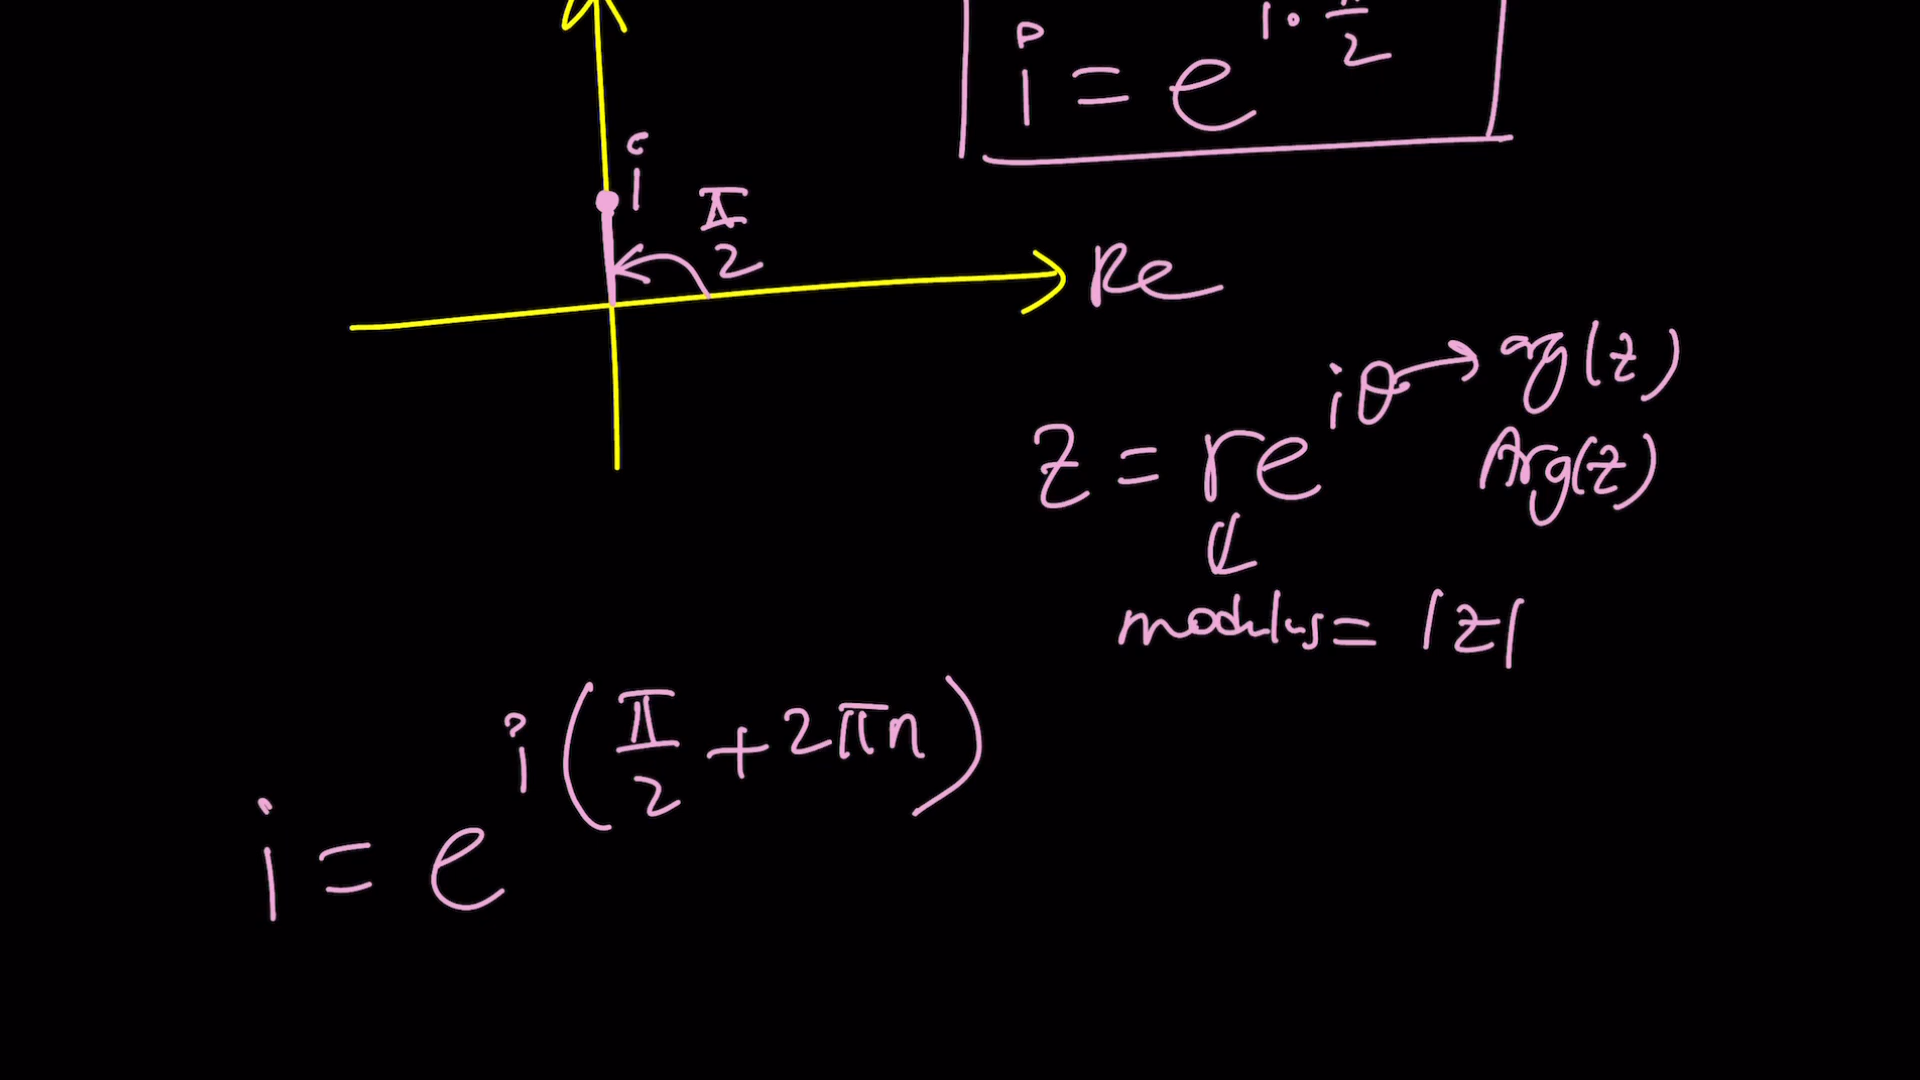 i = e^{i · π/2}
i
π/2
Re
z = re^{iθ} → arg(z)
Arg(z)
modulus = |z|
i = e^{i(π/2 + 2πn)}